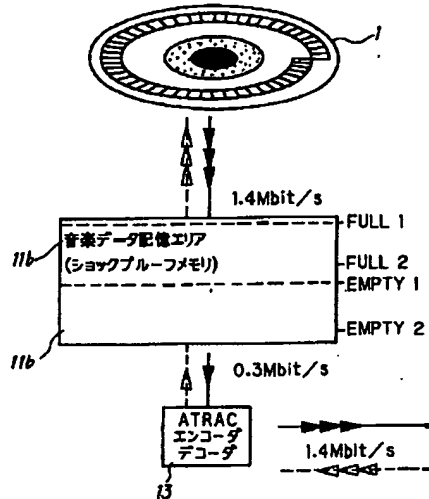 1
1.4Mbit/s
FULL 1
11b
音楽データ記憶エリア
(ショックプルーフメモリ)
FULL 2
EMPTY 1
EMPTY 2
11b
0.3Mbit/s
ATRAC
エンコーダ
デコーダ
13
1.4Mbit/s